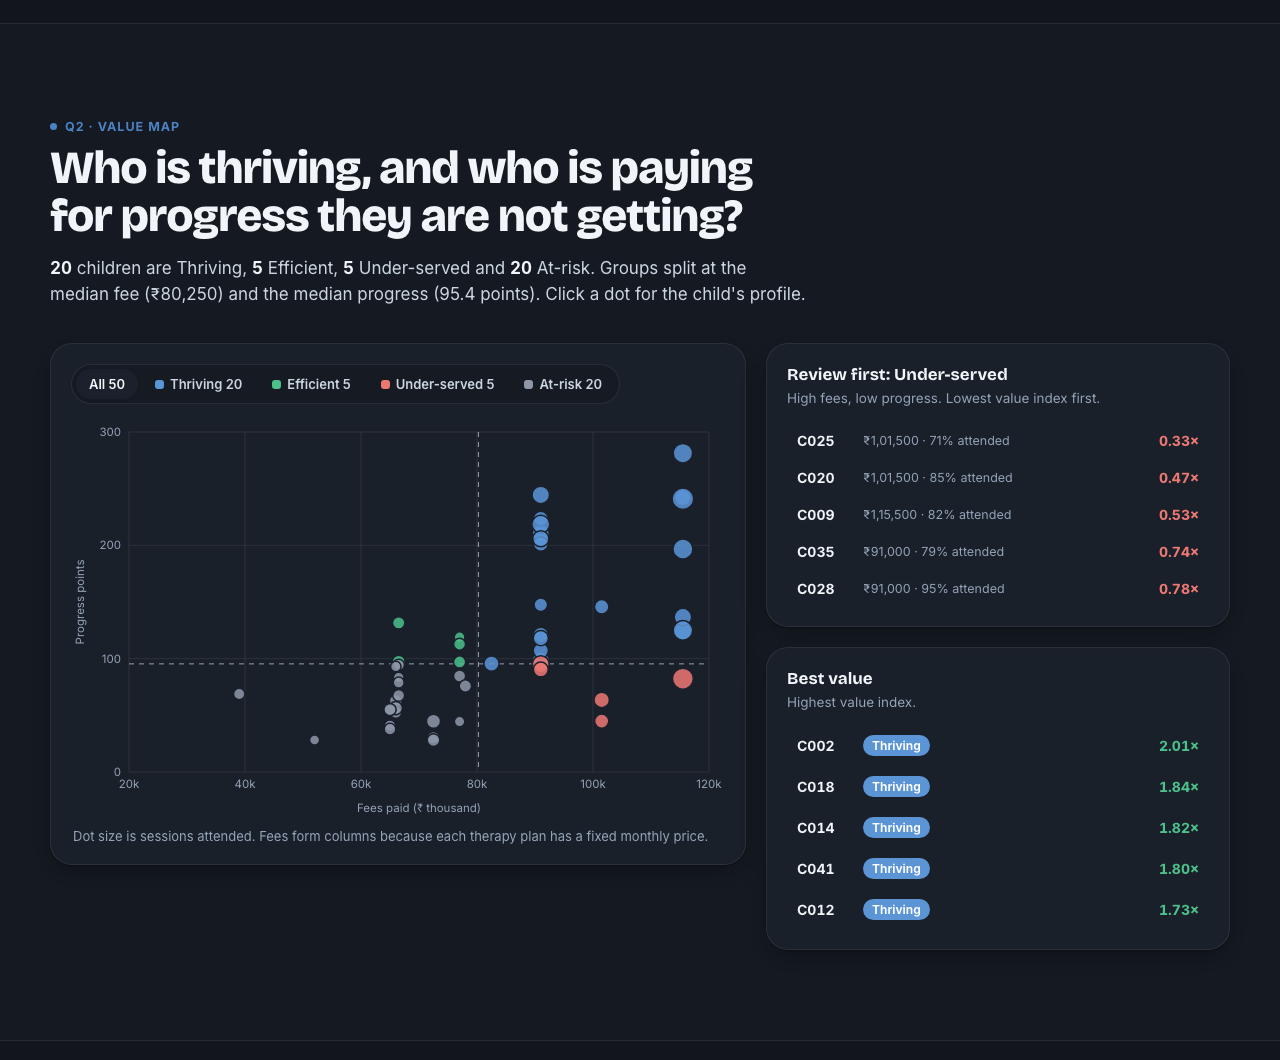 Q2 · VALUE MAP
Who is thriving, and who is paying
for progress they are not getting?
20 children are Thriving, 5 Efficient, 5 Under-served and 20 At-risk. Groups split at the
median fee (₹80,250) and the median progress (95.4 points). Click a dot for the child's profile.
All 50
Thriving 20
Efficient 5
Under-served 5
At-risk 20
Progress points
300
200
100
0
20k
40k
60k
80k
100k
120k
Fees paid (₹ thousand)
Dot size is sessions attended. Fees form columns because each therapy plan has a fixed monthly price.
Review first: Under-served
High fees, low progress. Lowest value index first.
C025 ₹1,01,500 · 71% attended 0.33×
C020 ₹1,01,500 · 85% attended 0.47×
C009 ₹1,15,500 · 82% attended 0.53×
C035 ₹91,000 · 79% attended 0.74×
C028 ₹91,000 · 95% attended 0.78×
Best value
Highest value index.
C002 Thriving 2.01×
C018 Thriving 1.84×
C014 Thriving 1.82×
C041 Thriving 1.80×
C012 Thriving 1.73×